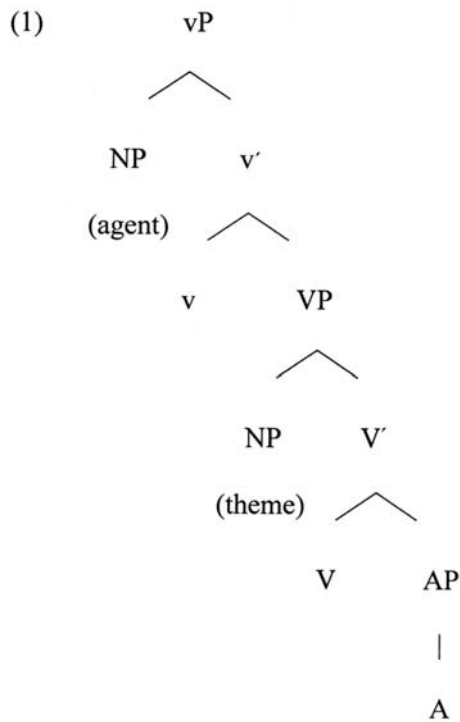 (1) vP
NP v´
(agent)
v VP
NP V´
(theme)
V AP
A